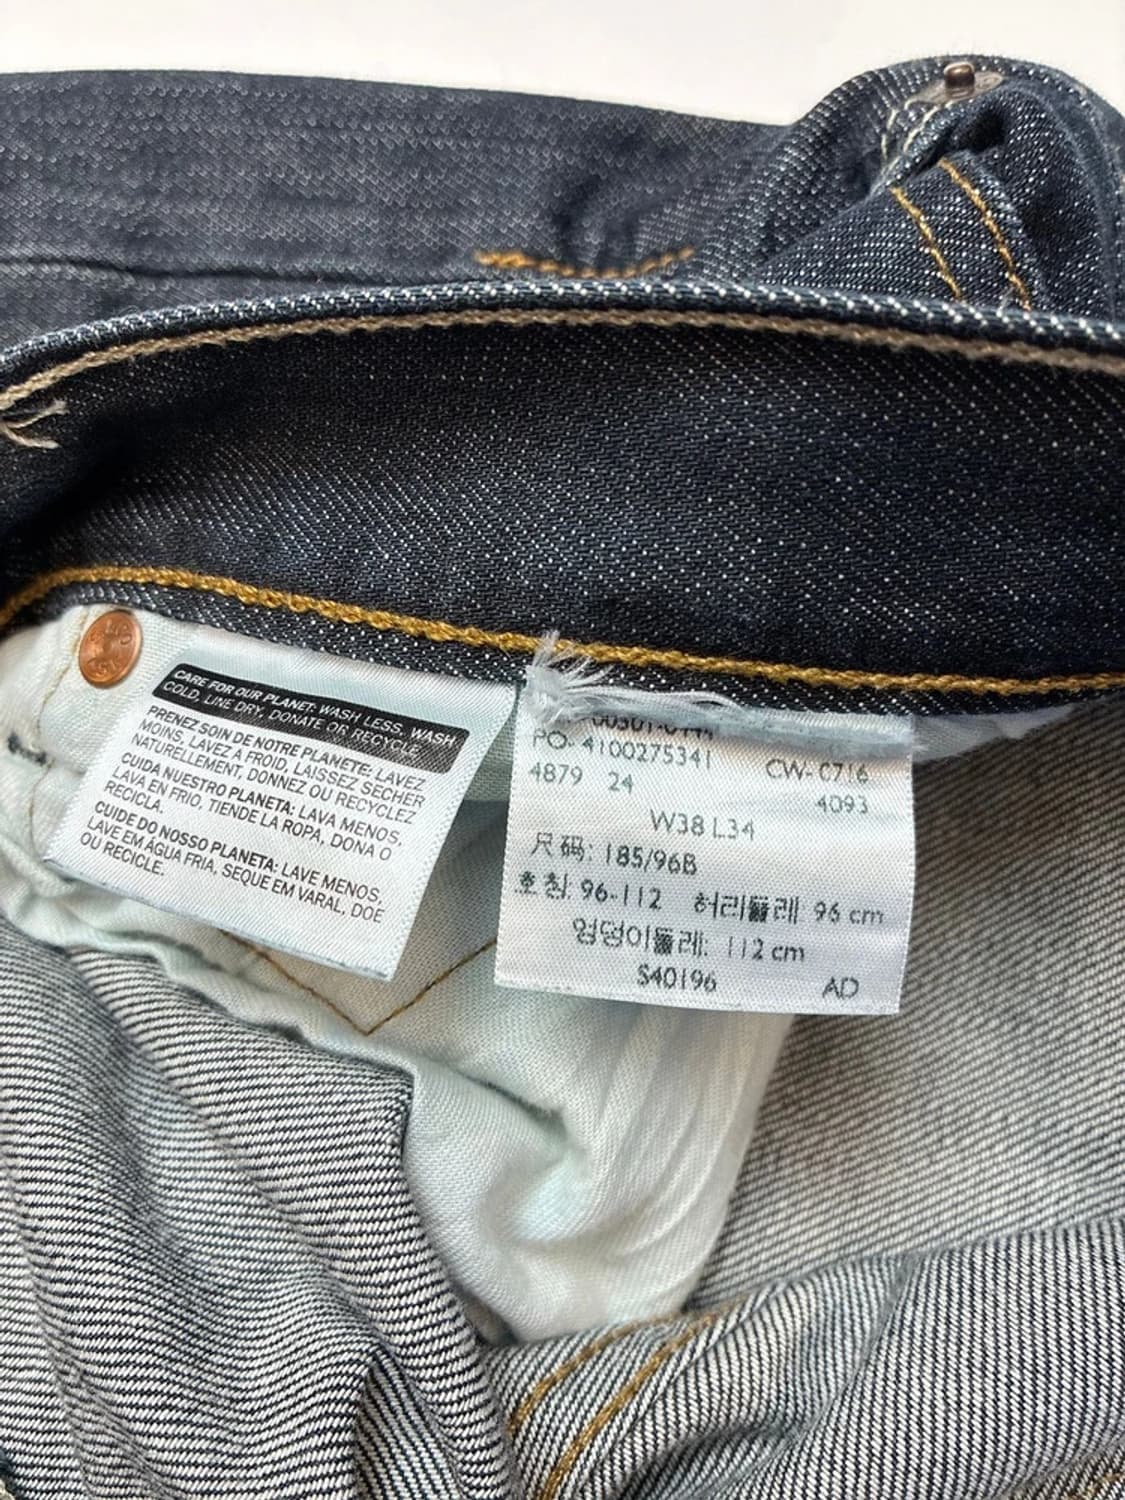 CARE FOR OUR PLANET: WASH LESS, WASH
COLD, LINE DRY, DONATE OR RECYCLE.
PRENEZ SOIN DE NOTRE PLANETE: LAVEZ
MOINS, LAVEZ À FROID, LAISSEZ SÉCHER
NATURELLEMENT, DONNEZ OU RECYCLEZ
CUIDA NUESTRO PLANETA: LAVA MENOS,
LAVA EN FRIO, TIENDE LA ROPA, DONA O
RECICLA.
CUIDE DO NOSSO PLANETA: LAVE MENOS,
LAVE EM ÁGUA FRIA, SEQUE EM VARAL, DOE
OU RECICLE.
PO- 4100275341 CW- 0716
4879 24 4093
W38 L34
尺码: 185/96B
호칭: 96-112 허리둘레 96 cm
엉덩이둘레: 112 cm
S40196 AD